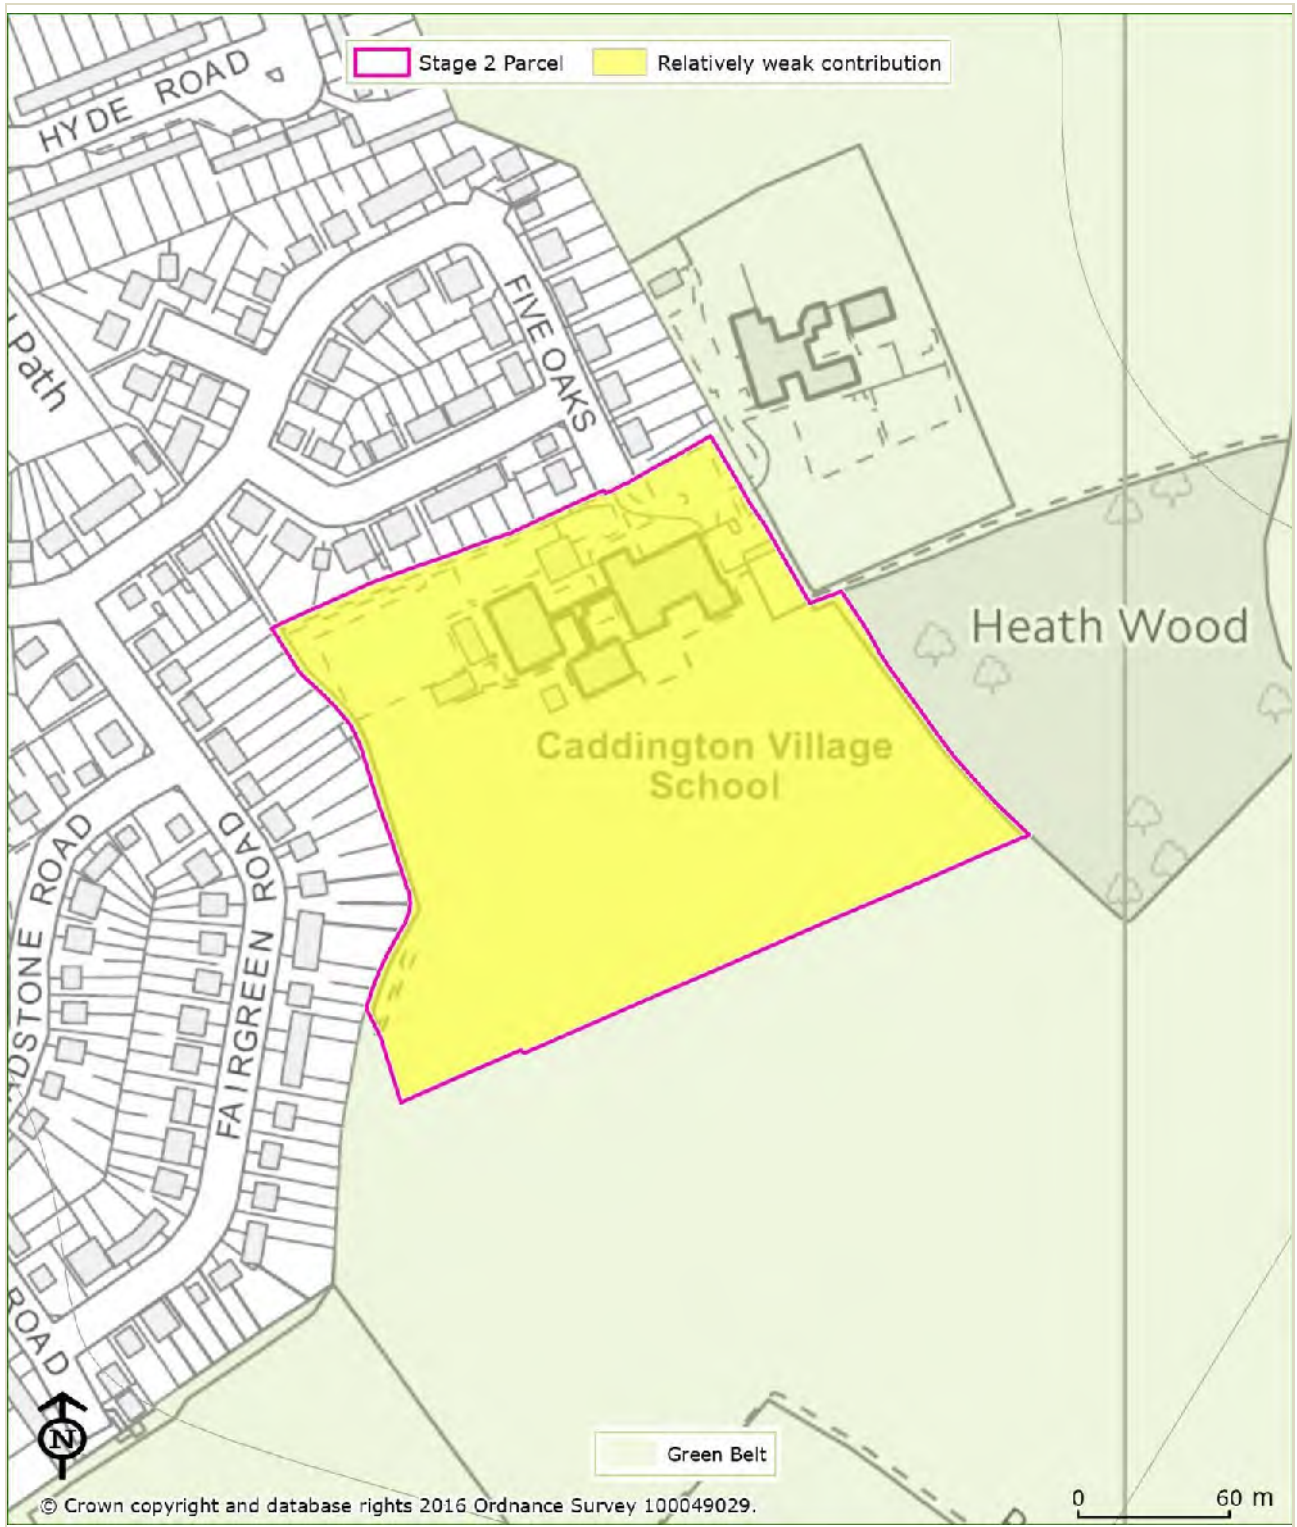 Stage 2 Parcel
Relatively weak contribution
HYDE ROAD
Path
FIVE OAKS
Heath Wood
Caddington Village
School
FAIRGREEN ROAD
ROAD
Green Belt
N
0 60 m
© Crown copyright and database rights 2016 Ordnance Survey 100049029.